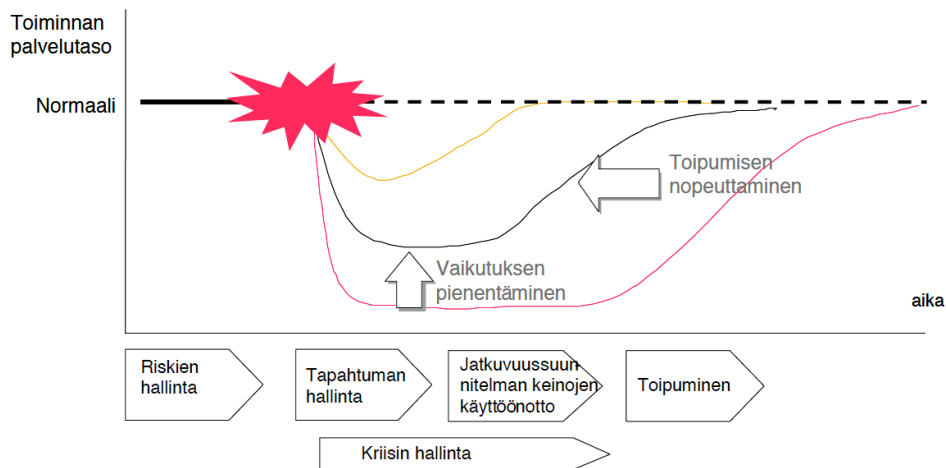 Toiminnan
palvelutaso
Normaali
Toipumisen
nopeuttaminen
Vaikutuksen
pienentäminen
aika
Riskien
hallinta
Tapahtuman
hallinta
Jatkuvuussuun
nitelman keinojen
käyttöönotto
Toipuminen
Kriisin hallinta